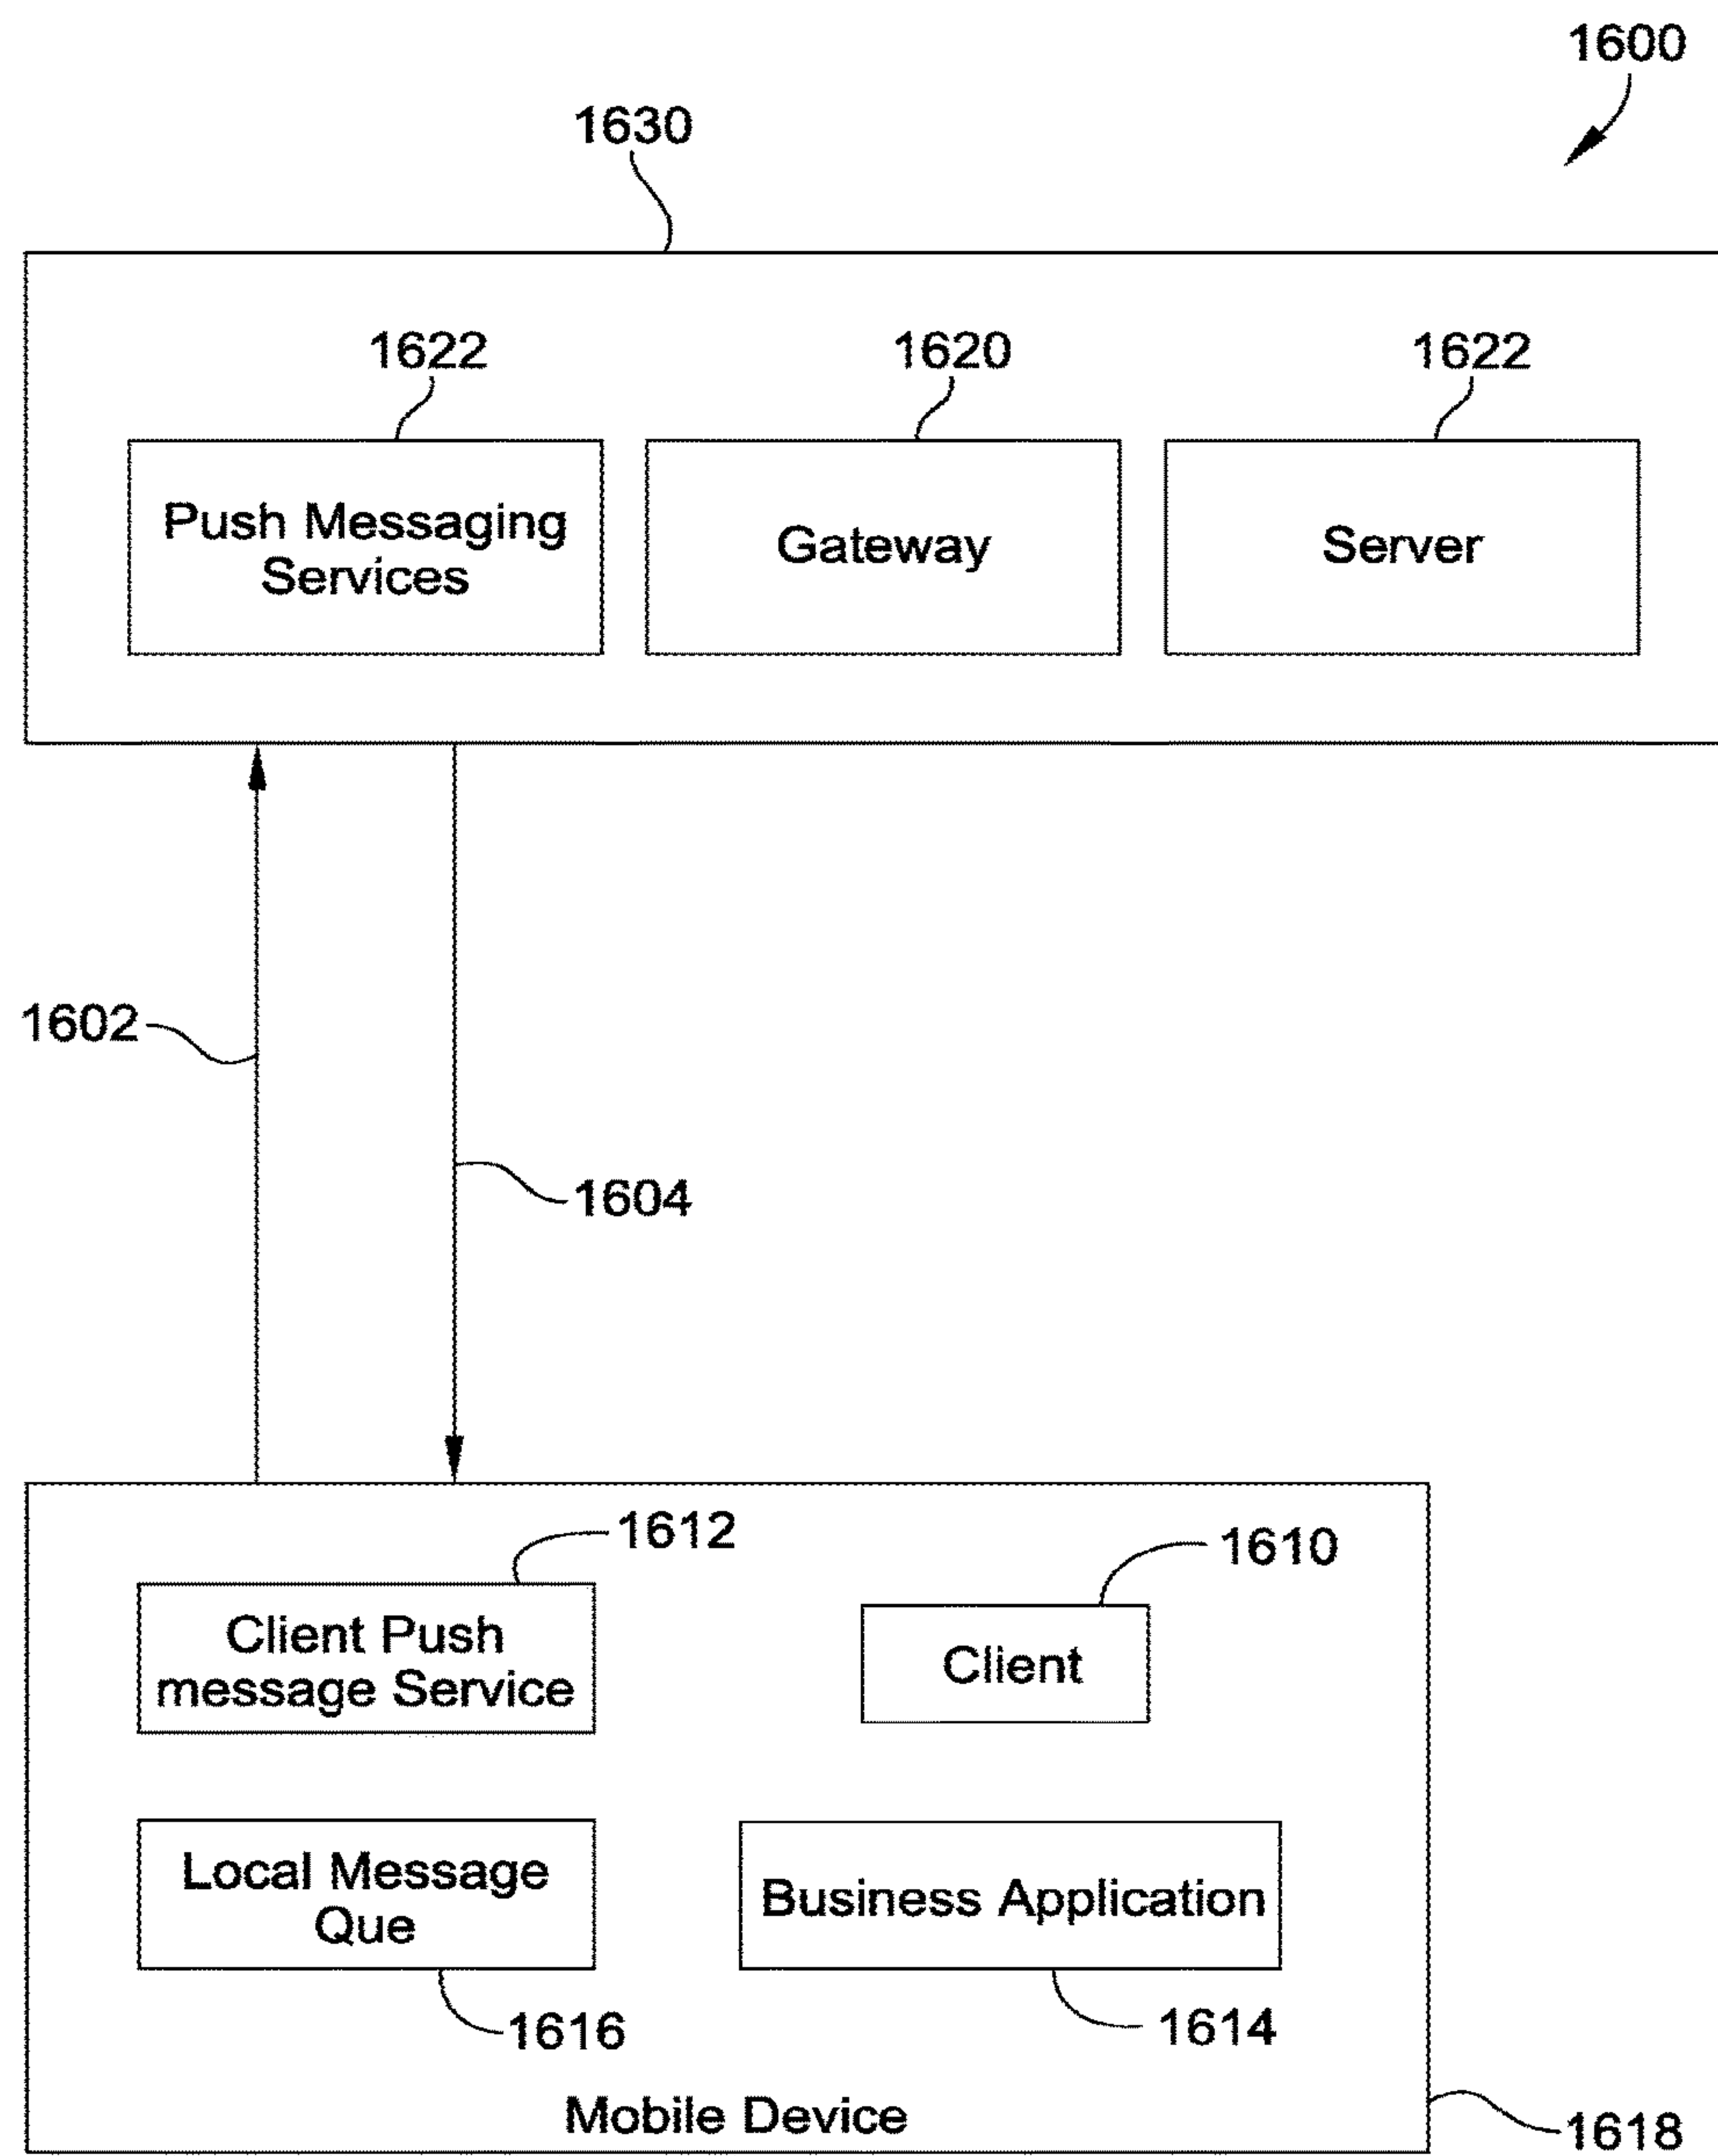 1600
1630
1622
1620
1622
Push Messaging
Services
Gateway
Server
1602
1604
1612
1610
Client Push
message Service
Client
Local Message
Que
Business Application
1616
1614
Mobile Device
1618